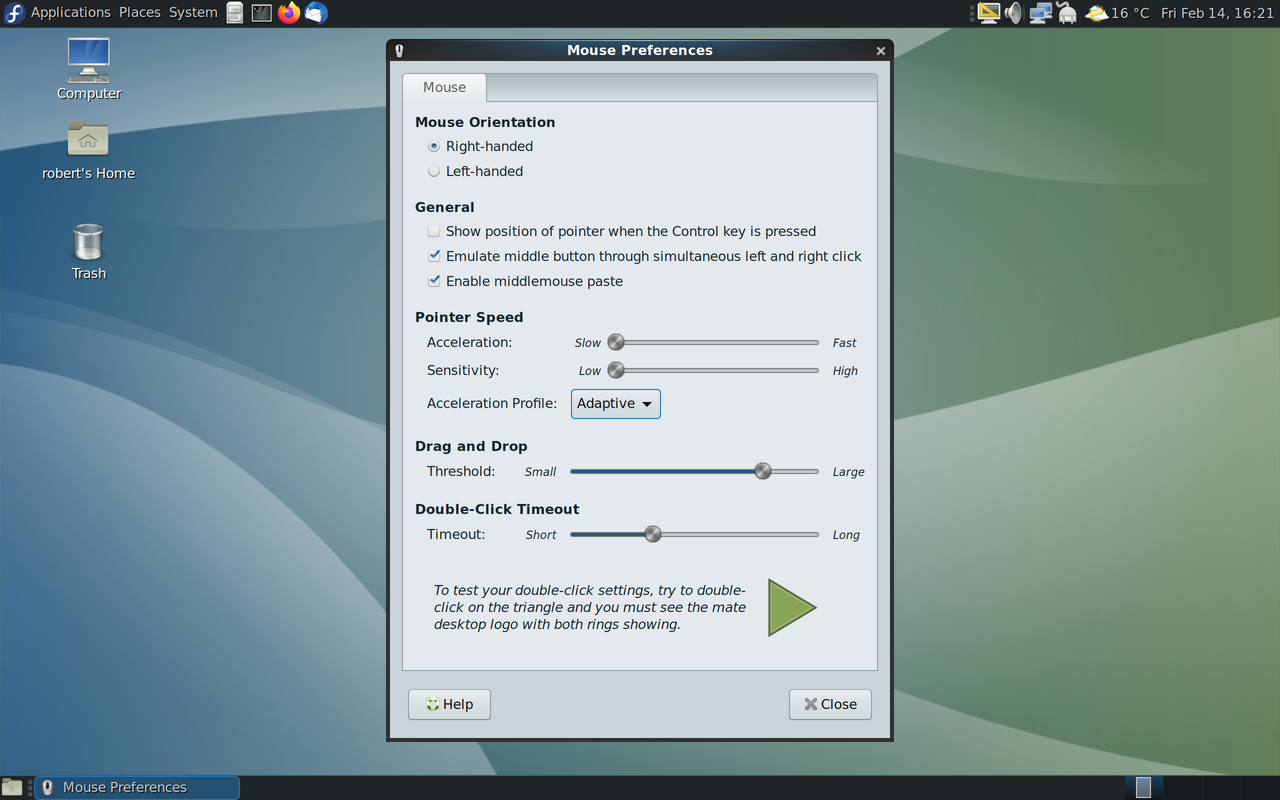 Applications Places System
16 °C Fri Feb 14, 16:21
Computer
robert's Home
Trash
Mouse Preferences
Mouse
Mouse Orientation
Right-handed
Left-handed
General
Show position of pointer when the Control key is pressed
Emulate middle button through simultaneous left and right click
Enable middlemouse paste
Pointer Speed
Acceleration: Slow Fast
Sensitivity: Low High
Acceleration Profile: Adaptive
Drag and Drop
Threshold: Small Large
Double-Click Timeout
Timeout: Short Long
To test your double-click settings, try to double-
click on the triangle and you must see the mate
desktop logo with both rings showing.
Help Close
Mouse Preferences